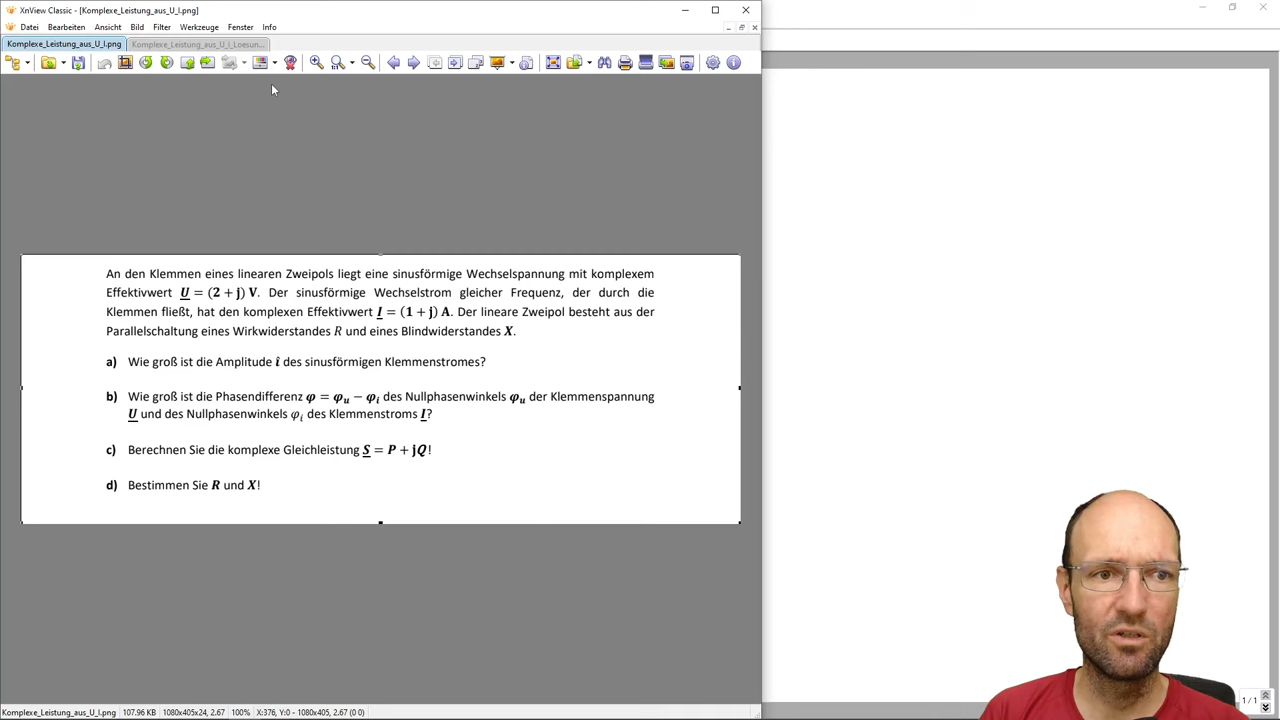 XnView Classic - [Komplexe_Leistung_aus_U_I.png]
Datei Bearbeiten Ansicht Bild Filter Werkzeuge Fenster Info
Komplexe_Leistung_aus_U_I.png Komplexe_Leistung_aus_U_I_Loesun...
An den Klemmen eines linearen Zweipols liegt eine sinusförmige Wechselspannung mit komplexem
Effektivwert U = (2 + j) V. Der sinusförmige Wechselstrom gleicher Frequenz, der durch die
Klemmen fließt, hat den komplexen Effektivwert I = (1 + j) A. Der lineare Zweipol besteht aus der
Parallelschaltung eines Wirkwiderstandes R und eines Blindwiderstandes X.
a) Wie groß ist die Amplitude î des sinusförmigen Klemmenstromes?
b) Wie groß ist die Phasendifferenz φ = φu − φi des Nullphasenwinkels φu der Klemmenspannung
U und des Nullphasenwinkels φi des Klemmenstroms I?
c) Berechnen Sie die komplexe Gleichleistung S = P + jQ!
d) Bestimmen Sie R und X!
1/1
Komplexe_Leistung_aus_U_I.png 107.96 KB 1080x405x24, 2.67 100% X:376, Y:0 - 1080x405, 2.67 (0 0)